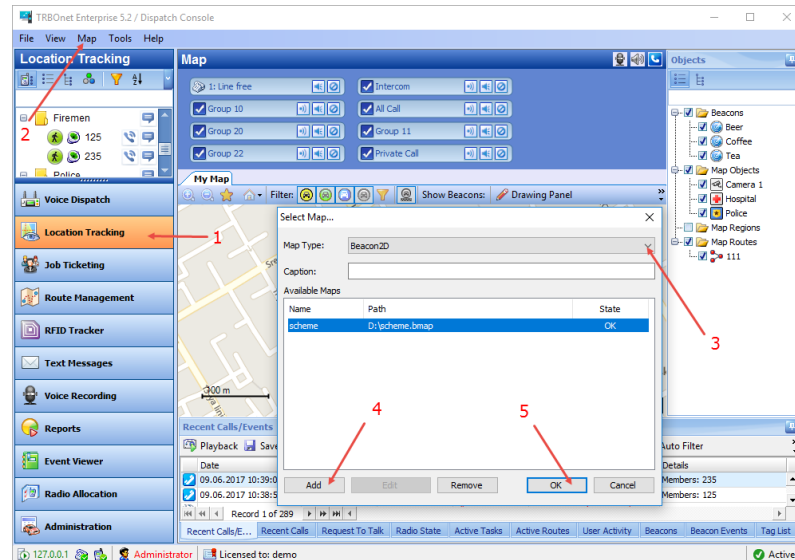 TRBOnet Enterprise 5.2 / Dispatch Console
File View Map Tools Help
Location Tracking
Map
Objects
1: Line free
Intercom
Group 10
All Call
Group 20
Group 11
Group 22
Private Call
2
Firemen
125
235
Police
My Map
Filter:
Show Beacons:
Drawing Panel
»
Beacons
Beer
Coffee
Tea
Map Objects
Camera 1
Hospital
Police
Map Regions
Map Routes
111
Voice Dispatch
Location Tracking
1
Job Ticketing
Route Management
RFID Tracker
Text Messages
Voice Recording
Reports
Event Viewer
Radio Allocation
Administration
Select Map...
Map Type:
Beacon2D
Caption:
Available Maps
Name Path State
scheme D:\scheme.bmap OK
3
4
5
Add Edit Remove OK Cancel
300 m
Recent Calls/Events
Playback Save
Auto Filter
Date
Details
09.06.2017 10:39:0
Members: 235
09.06.2017 10:38:5
Members: 125
Record 1 of 289
Recent Calls/E... Recent Calls Request To Talk Radio State Active Tasks Active Routes User Activity Beacons Beacon Events Tag List
127.0.0.1 Administrator Licensed to: demo Active